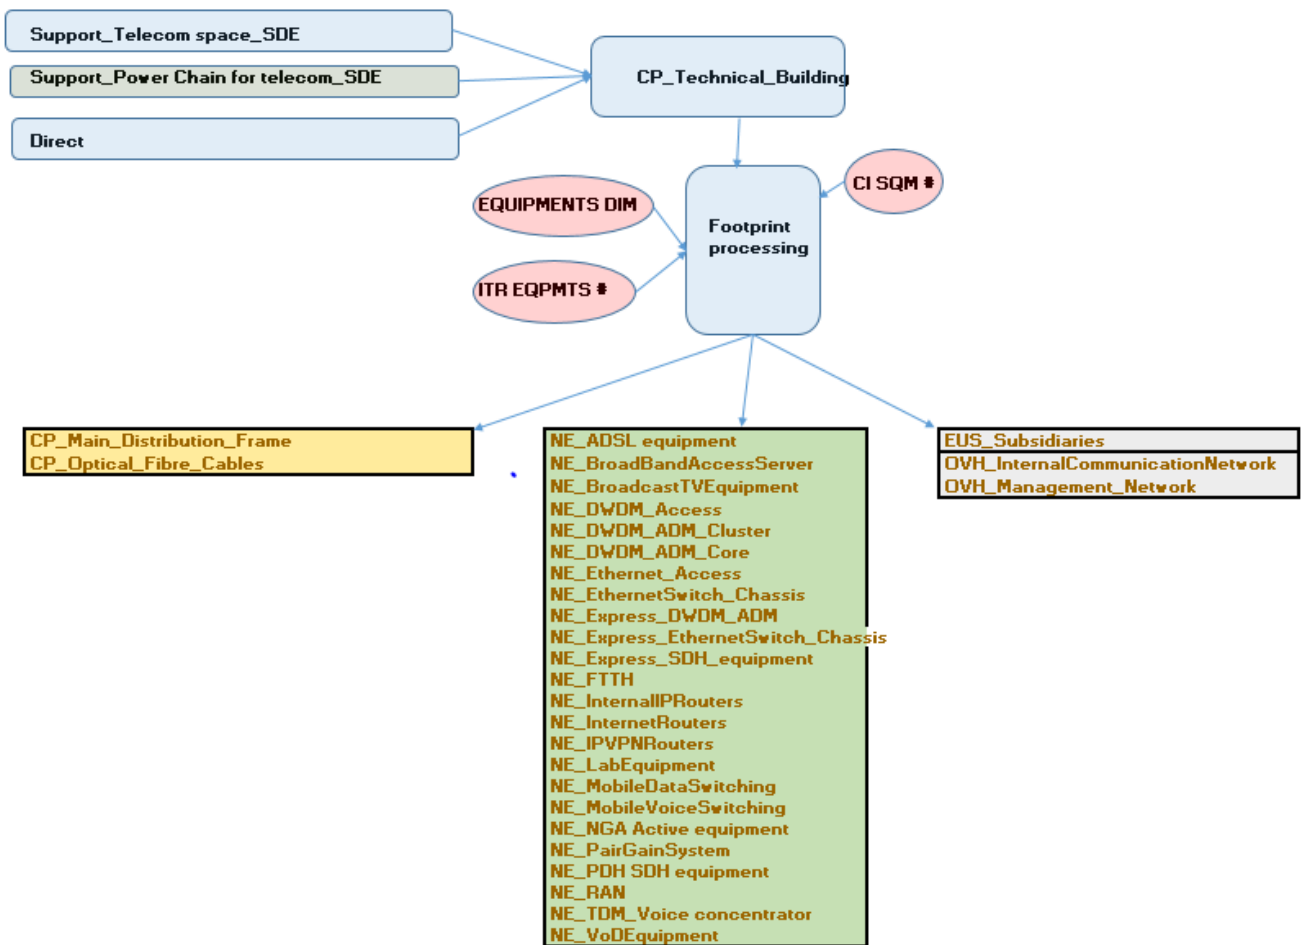 Support_Telecom space_SDE
Support_Power Chain for telecom_SDE
Direct
CP_Technical_Building
CI SQM #
EQUIPMENTS DIM
Footprint
processing
ITR EQPMTS #
CP_Main_Distribution_Frame
CP_Optical_Fibre_Cables
NE_ADSL equipment
NE_BroadBandAccessServer
NE_BroadcastTVEquipment
NE_DWDM_Access
NE_DWDM_ADM_Cluster
NE_DWDM_ADM_Core
NE_Ethernet_Access
NE_EthernetSwitch_Chassis
NE_Express_DWDM_ADM
NE_Express_EthernetSwitch_Chassis
NE_Express_SDH_equipment
NE_FTTH
NE_InternalIPRouters
NE_InternetRouters
NE_IPVPNRouters
NE_LabEquipment
NE_MobileDataSwitching
NE_MobileVoiceSwitching
NE_NGA Active equipment
NE_PairGainSystem
NE_PDH SDH equipment
NE_RAN
NE_TDM_Voice concentrator
NE_VoDEquipment
EUS_Subsidiaries
OVH_InternalCommunicationNetwork
OVH_Management_Network